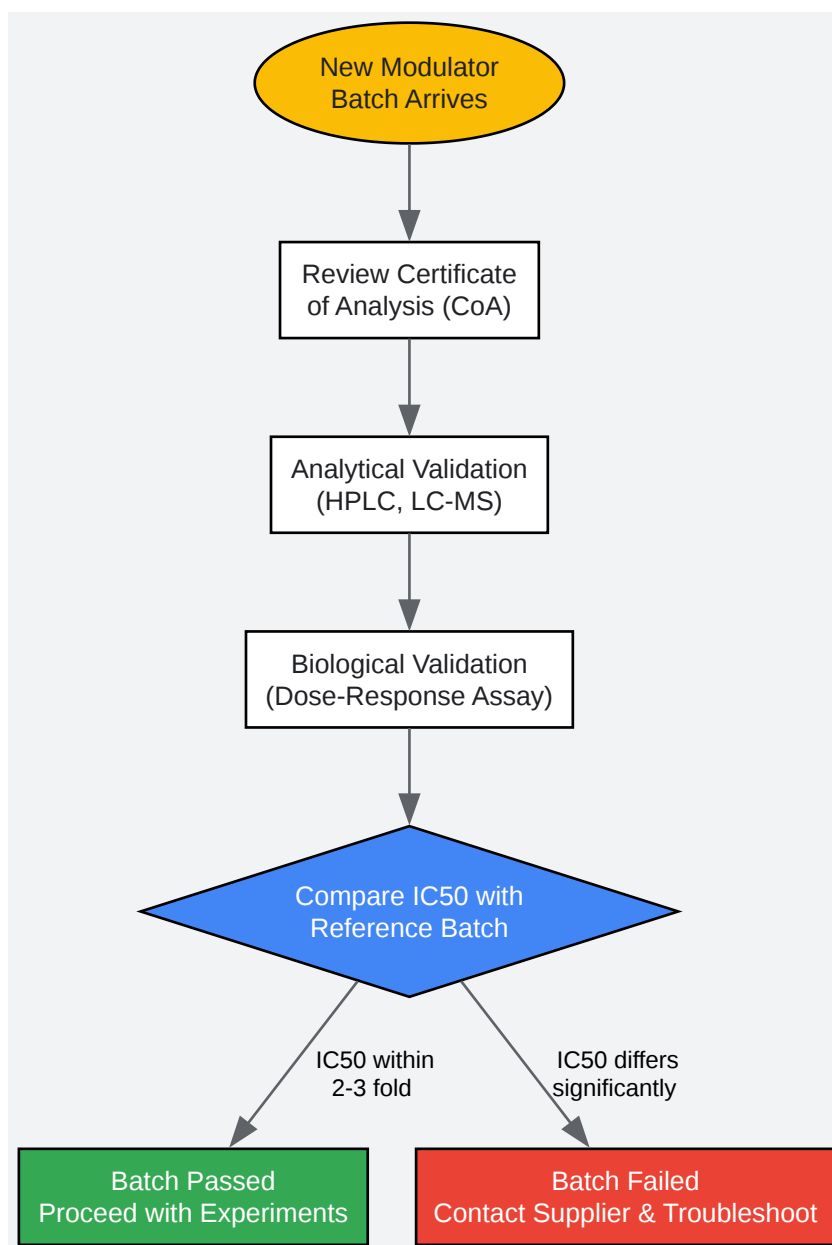 New Modulator
Batch Arrives
Review Certificate
of Analysis (CoA)
Analytical Validation
(HPLC, LC-MS)
Biological Validation
(Dose-Response Assay)
Compare IC50 with
Reference Batch
IC50 within
2-3 fold
IC50 differs
significantly
Batch Passed
Proceed with Experiments
Batch Failed
Contact Supplier & Troubleshoot